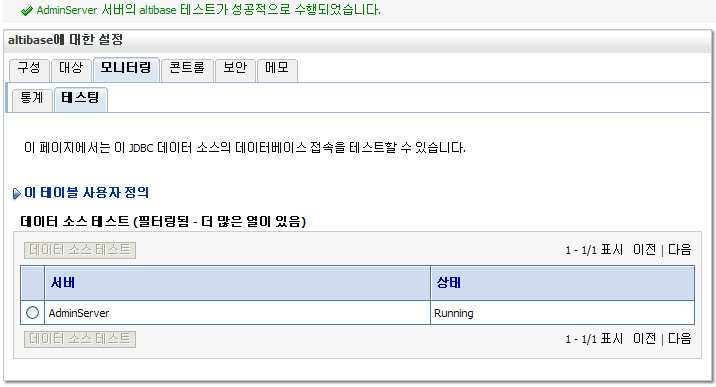 AdminServer 서버의 altibase 테스트가 성공적으로 수행되었습니다.
altibase에 대한 설정
구성 대상 모니터링 콘트롤 보안 메모
통계 테스팅
이 페이지에서는 이 JDBC 데이터 소스의 데이터베이스 접속을 테스트할 수 있습니다.
이 테이블 사용자 정의
데이터 소스 테스트 (필터링됨 - 더 많은 열이 있음)
데이터 소스 테스트 1 - 1/1 표시 이전 | 다음
서버 상태
AdminServer Running
데이터 소스 테스트 1 - 1/1 표시 이전 | 다음